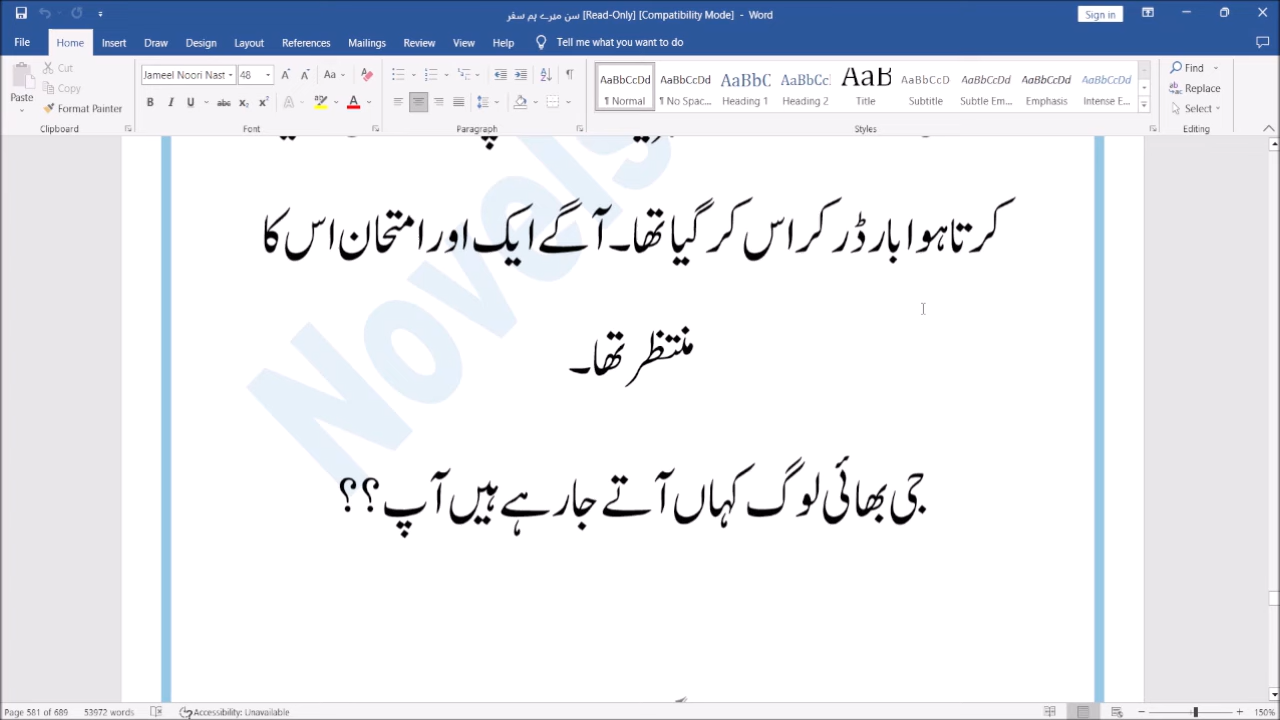 سن میرے ہم سفر [Read-Only] [Compatibility Mode] - Word
Sign in
File Home Insert Draw Design Layout References Mailings Review View Help Tell me what you want to do
Paste
Cut
Copy
Format Painter
Clipboard
Jameel Noori Nast 48
Font
Paragraph
AaBbCcDd AaBbCcDd AaBbC AaBbCc AaB AaBbCcD AaBbCcDd AaBbCcDd AaBbCcDd
¶ Normal ¶ No Spac... Heading 1 Heading 2 Title Subtitle Subtle Em... Emphasis Intense E...
Styles
Find
Replace
Select
Editing
Novels
کرتا ہوا بارڈر کراس کر گیا تھا۔ آگے ایک اور امتحان اس کا
منتظر تھا۔
جی بھائی لوگ کہاں آتے جا رہے ہیں آپ؟؟
Page 581 of 689 53972 words Accessibility: Unavailable 150%